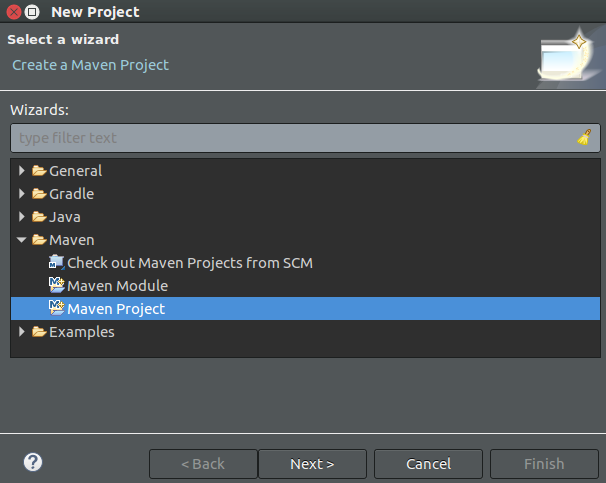 New Project
Select a wizard
Create a Maven Project
Wizards:
type filter text
General
Gradle
Java
Maven
Check out Maven Projects from SCM
Maven Module
Maven Project
Examples
? < Back Next > Cancel Finish